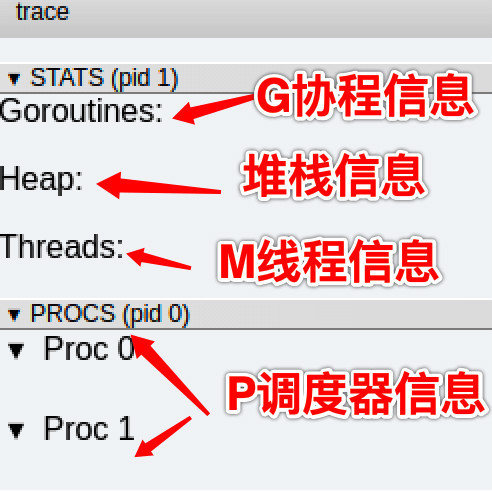 trace
▼ STATS (pid 1)
Goroutines:
G协程信息
Heap:
堆栈信息
Threads:
M线程信息
▼ PROCS (pid 0)
▼ Proc 0
P调度器信息
▼ Proc 1